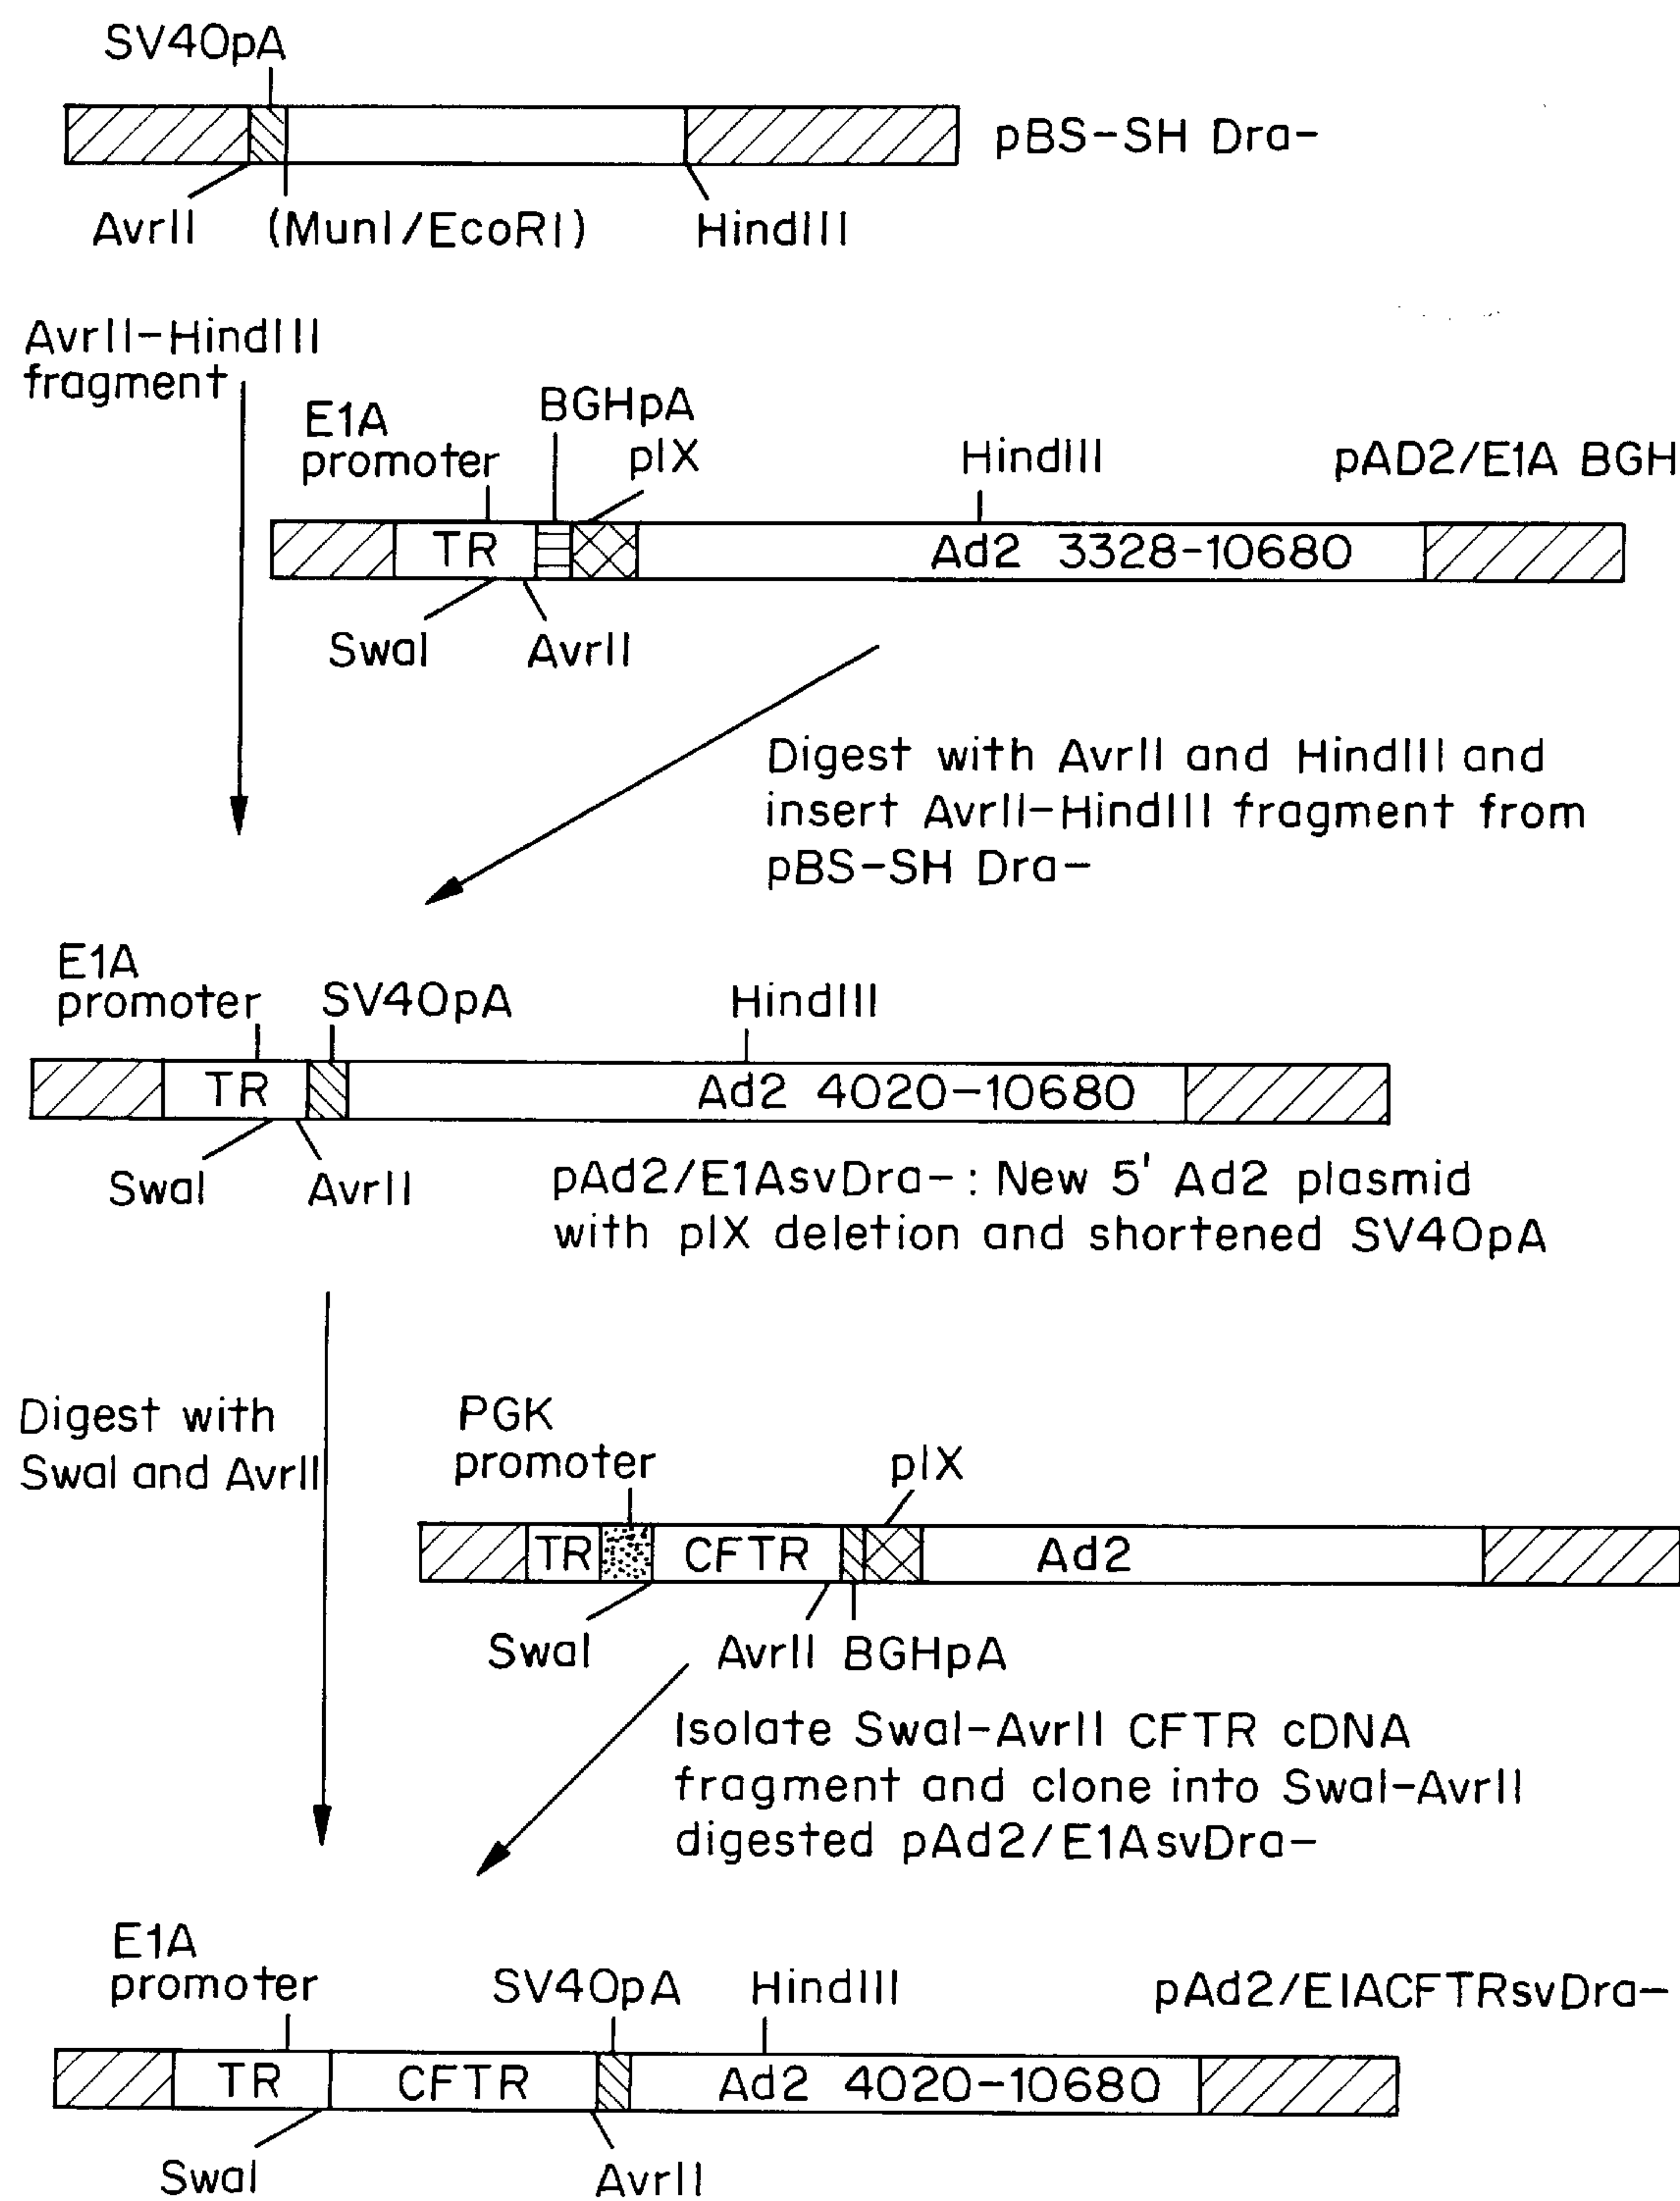 SV40pA
pBS-SH Dra-
AvrII (MunI/EcoRI) HindIII
AvrII-HindIII
fragment
E1A
promoter
BGHpA
pIX
HindIII
pAD2/E1A BGH
TR
Ad2 3328-10680
SwaI
AvrII
Digest with AvrII and HindIII and
insert AvrII-HindIII fragment from
pBS-SH Dra-
E1A
promoter
SV40pA
HindIII
TR
Ad2 4020-10680
SwaI
AvrII
pAd2/E1AsvDra-: New 5' Ad2 plasmid
with pIX deletion and shortened SV40pA
Digest with
SwaI and AvrII
PGK
promoter
pIX
TR
CFTR
Ad2
SwaI
AvrII
BGHpA
Isolate SwaI-AvrII CFTR cDNA
fragment and clone into SwaI-AvrII
digested pAd2/E1AsvDra-
E1A
promoter
SV40pA
HindIII
pAd2/E1ACFTRsvDra-
TR
CFTR
Ad2 4020-10680
SwaI
AvrII